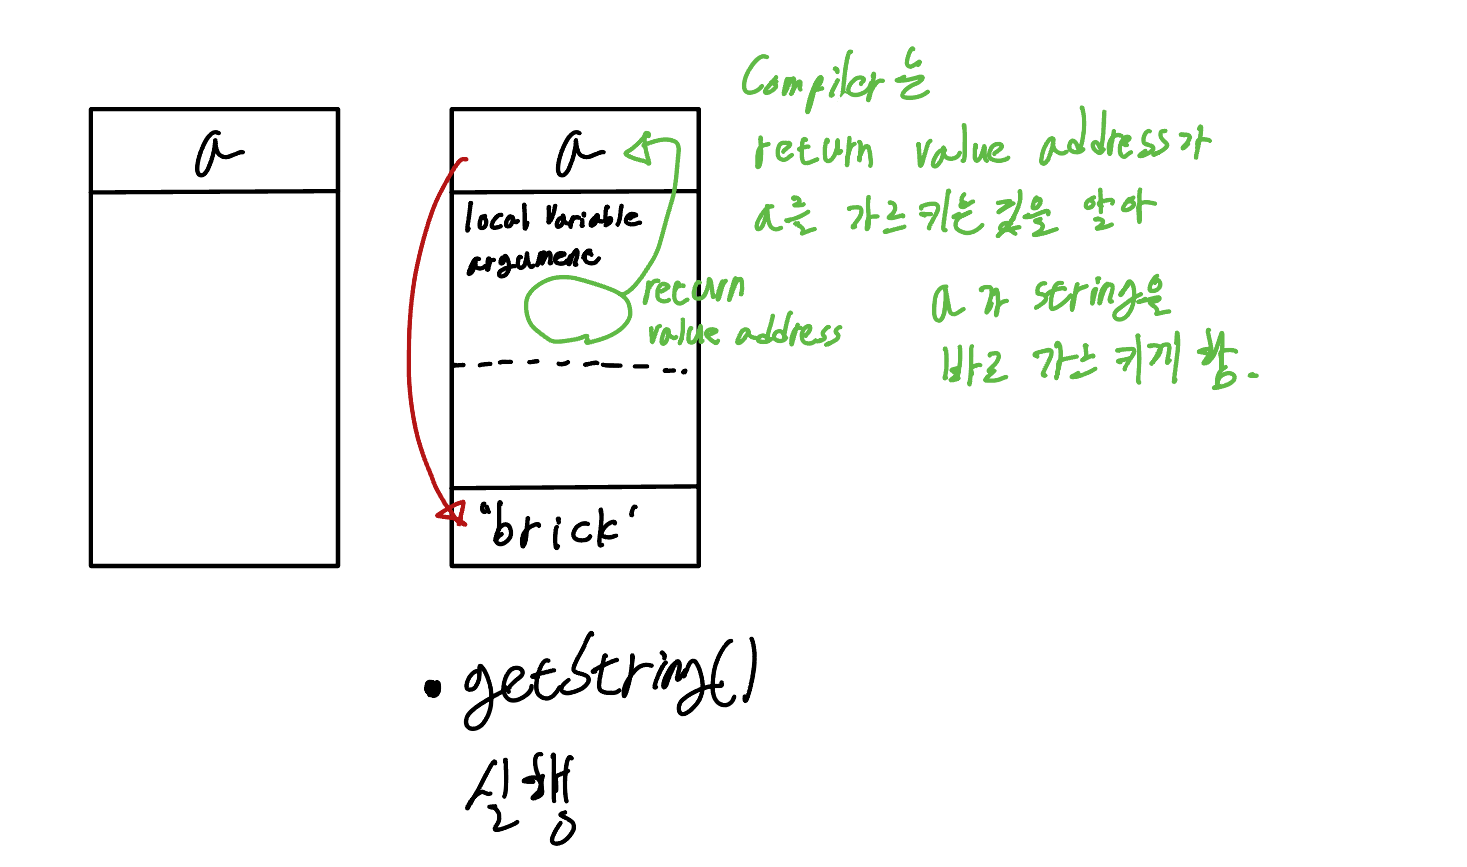 a
a
local variable
argument
return
value address
"brick"
Compiler는
return value address가
a를 가르키는것을 알아
a가 string을
바로 가르키게 함.
• getString()
실행